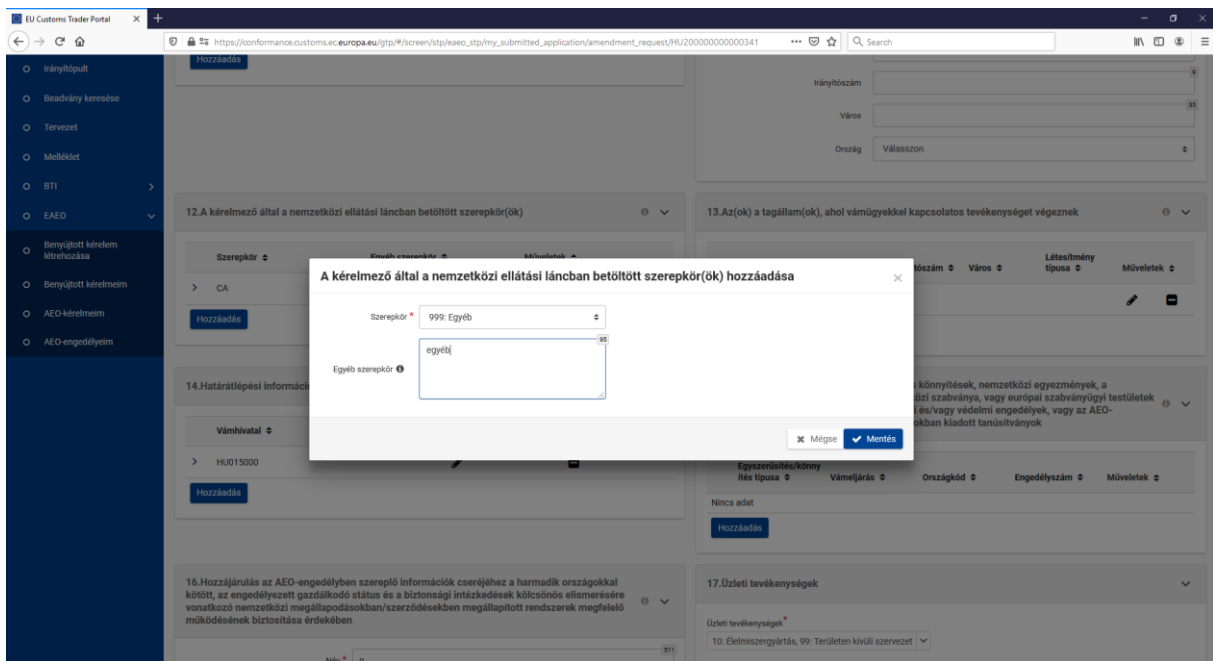 EU Customs Trader Portal
https://conformance.customs.ec.europa.eu/gtp/#/screen/stp/eaeo_stp/my_submitted_application/amendment_request/HU200000000000341
Search
Irányítópult
Beadvány keresése
Tervezet
Melléklet
BTI
EAEO
Benyújtott kérelem
létrehozása
Benyújtott kérelmeim
AEO-kérelmeim
AEO-engedélyeim
Hozzáadás
Irányítószám
9
Város
35
Ország
Válasszon
12.A kérelmező által a nemzetközi ellátási láncban betöltött szerepkör(ök)
Szerepkör
Egyéb szerepkör
Műveletek
CA
Hozzáadás
13.Az(ok) a tagállam(ok), ahol vámügyekkel kapcsolatos tevékenységet végeznek
Város
Létesítmény
típusa
Műveletek
A kérelmező által a nemzetközi ellátási láncban betöltött szerepkör(ök) hozzáadása
Szerepkör *
999: Egyéb
Egyéb szerepkör
egyéb
95
Mégse
Mentés
14.Határátlépési informáci
Vámhivatal
HU015000
Hozzáadás
könnyítések, nemzetközi egyezmények, a
közi szabványa, vagy európai szabványügyi testületek
i és/vagy védelmi engedélyek, vagy az AEO-
okban kiadott tanúsítványok
Egyszerűsítés/könny
ítés típusa
Vámeljárás
Országkód
Engedélyszám
Műveletek
Nincs adat
Hozzáadás
16.Hozzájárulás az AEO-engedélyben szereplő információk cseréjéhez a harmadik országokkal
kötött, az engedélyezett gazdálkodó státus és a biztonsági intézkedések kölcsönös elismerésére
vonatkozó nemzetközi megállapodásokban/szerződésekben megállapított rendszerek megfelelő
működésének biztosítása érdekében
Név *
511
17.Üzleti tevékenységek
Üzleti tevékenységek*
10: Élelmiszergyártás, 99: Területen kívüli szervezet